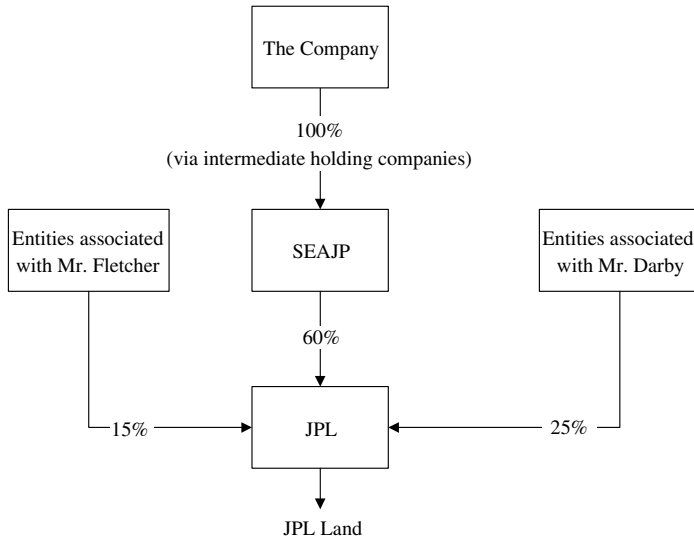 The Company
100%
(via intermediate holding companies)
Entities associated
with Mr. Fletcher
SEAJP
Entities associated
with Mr. Darby
60%
15%
JPL
25%
JPL Land